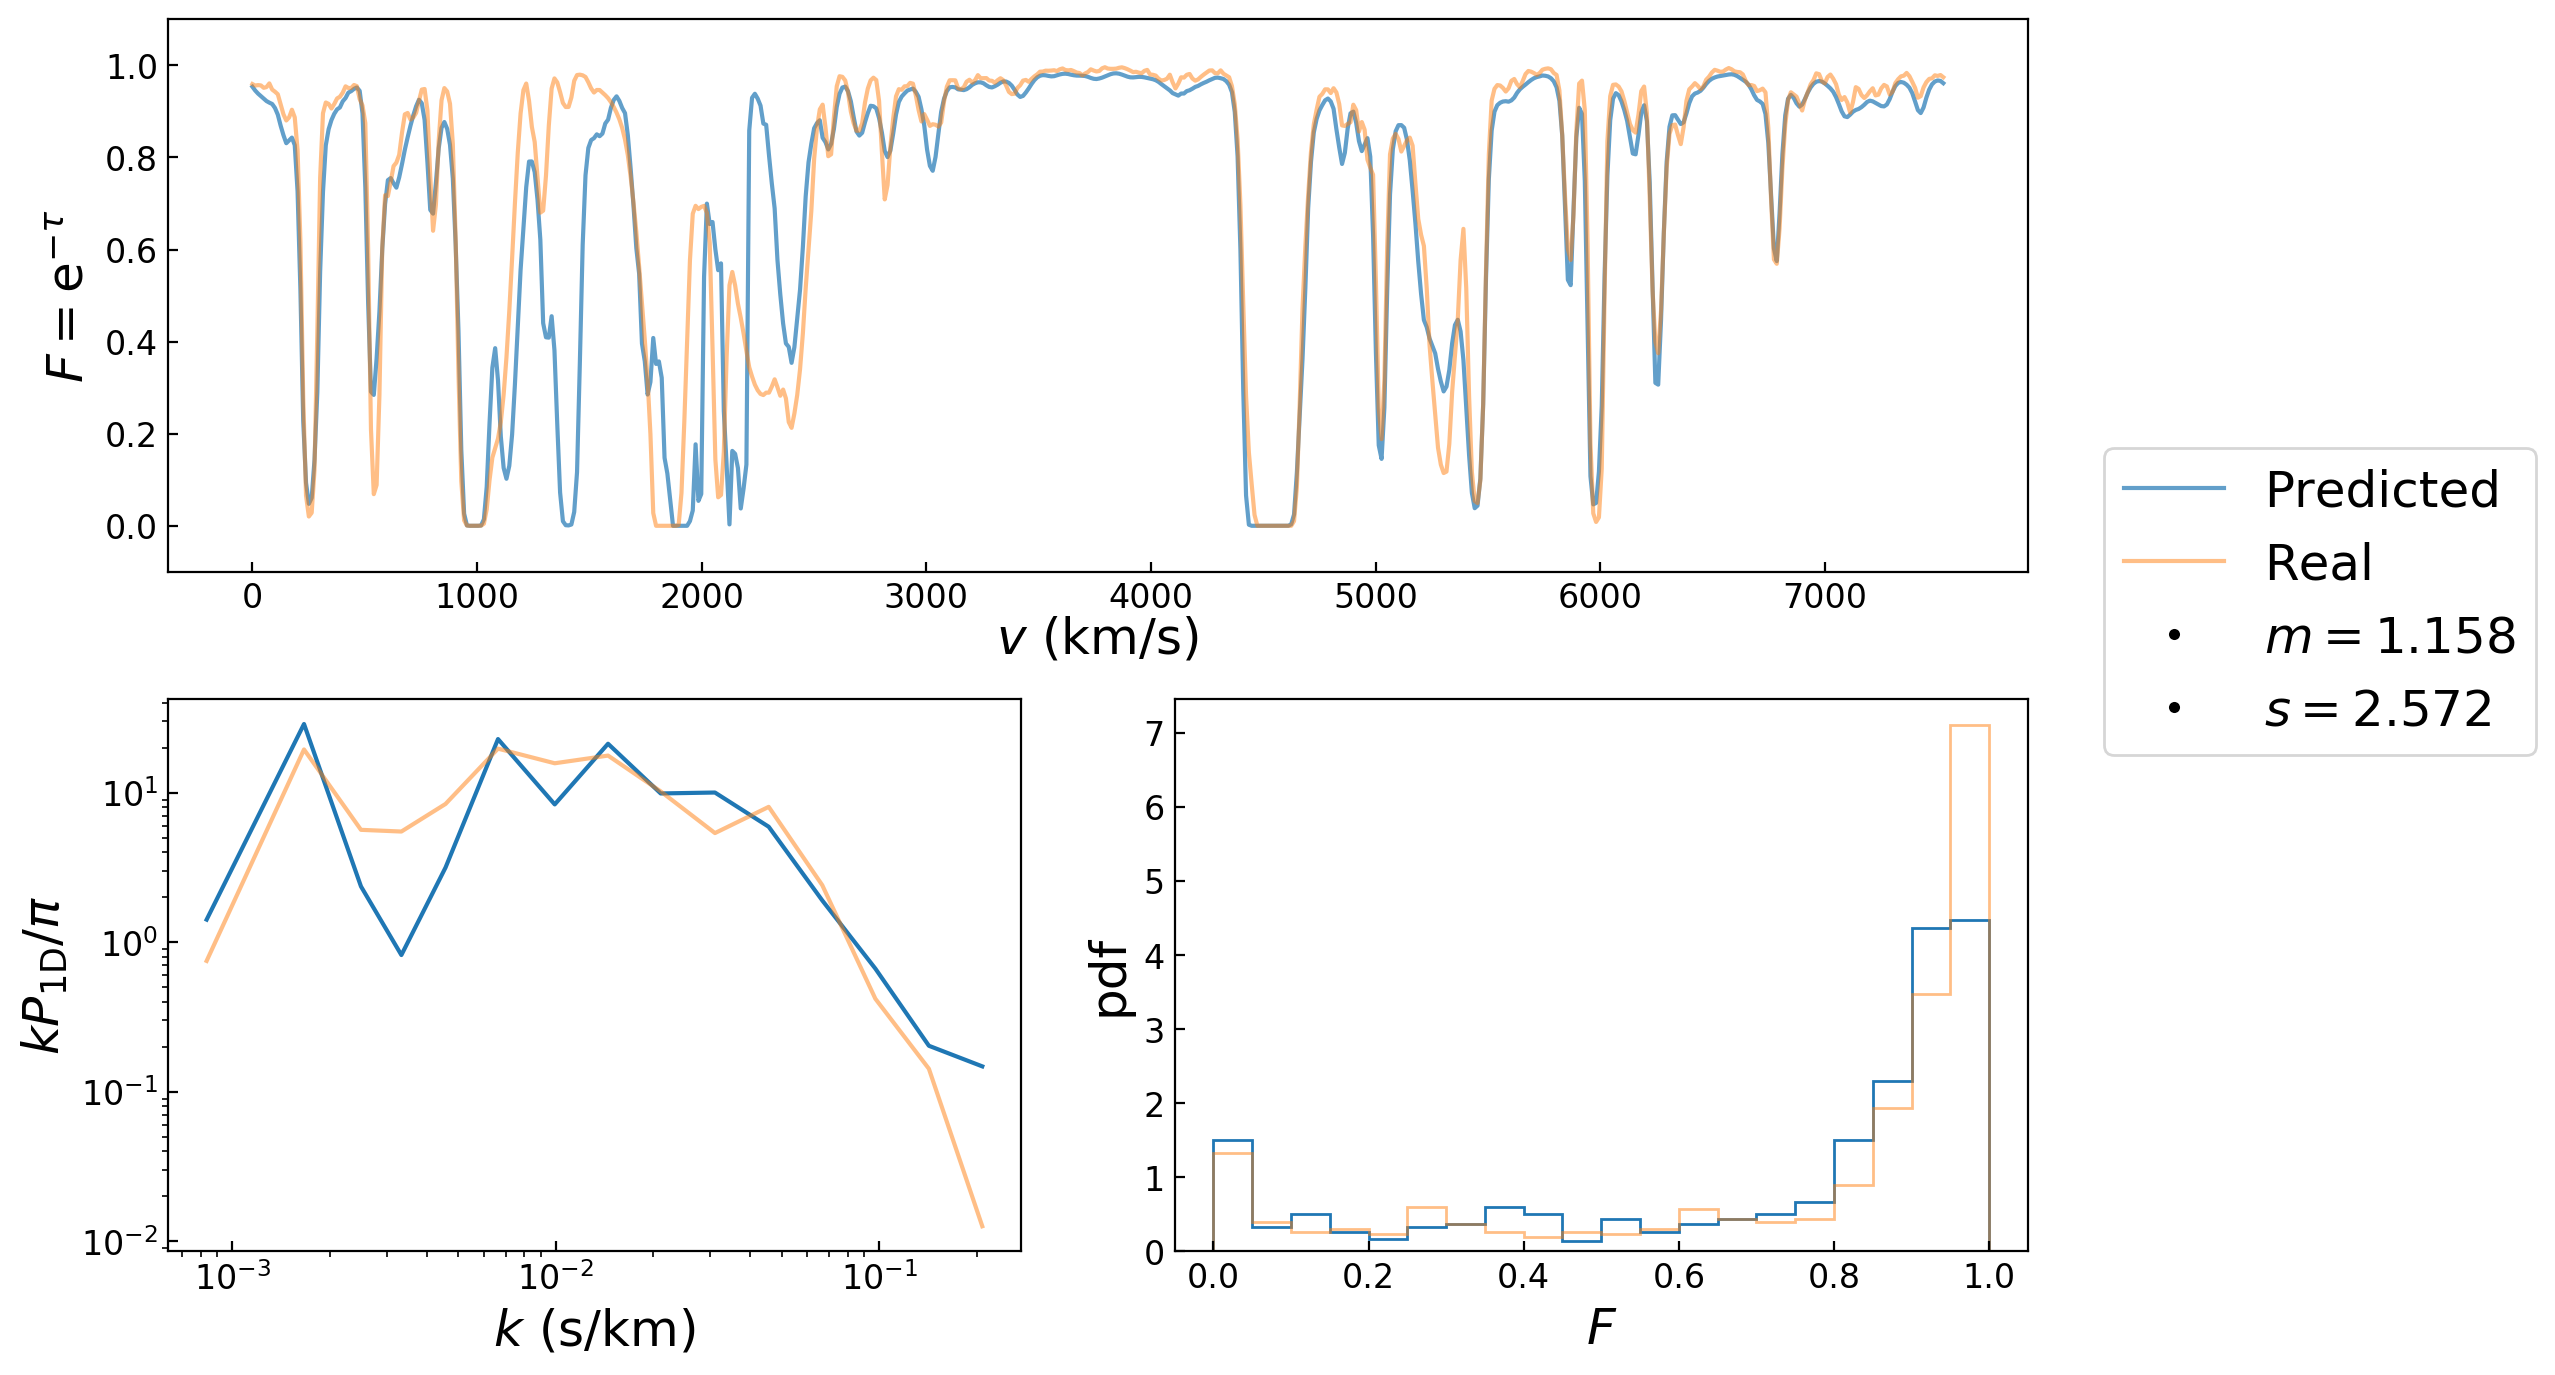 F = e^{−τ}
1.0
0.8
0.6
0.4
0.2
0.0
0 1000 2000 3000 4000 5000 6000 7000
v (km/s)
Predicted
Real
m = 1.158
s = 2.572
kP_{1D}/π
10^1
10^0
10^{−1}
10^{−2}
10^{−3} 10^{−2} 10^{−1}
k (s/km)
pdf
7
6
5
4
3
2
1
0
0.0 0.2 0.4 0.6 0.8 1.0
F